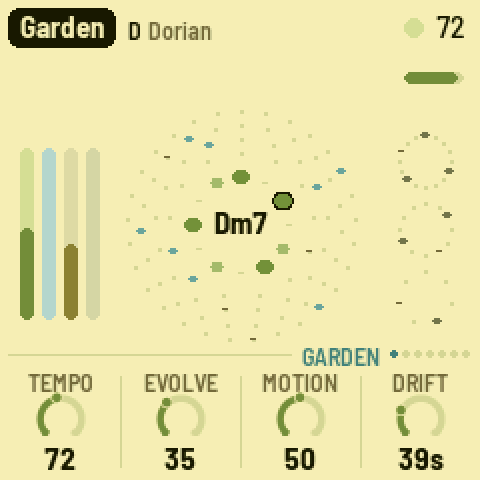 Garden D Dorian 72
Dm7
GARDEN
TEMPO EVOLVE MOTION DRIFT
72 35 50 39s